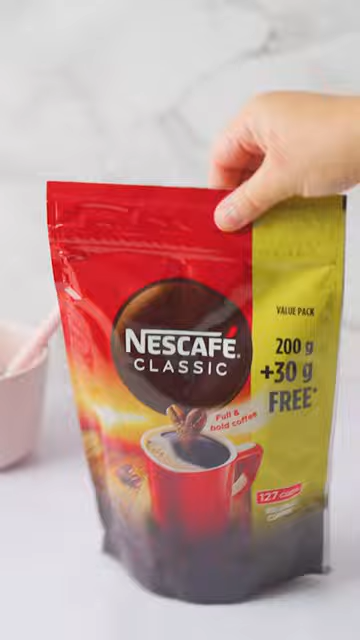 NESCAFÉ.
CLASSIC
Full &
bold coffee
VALUE PACK
200 g
+30 g
FREE*
127 cups